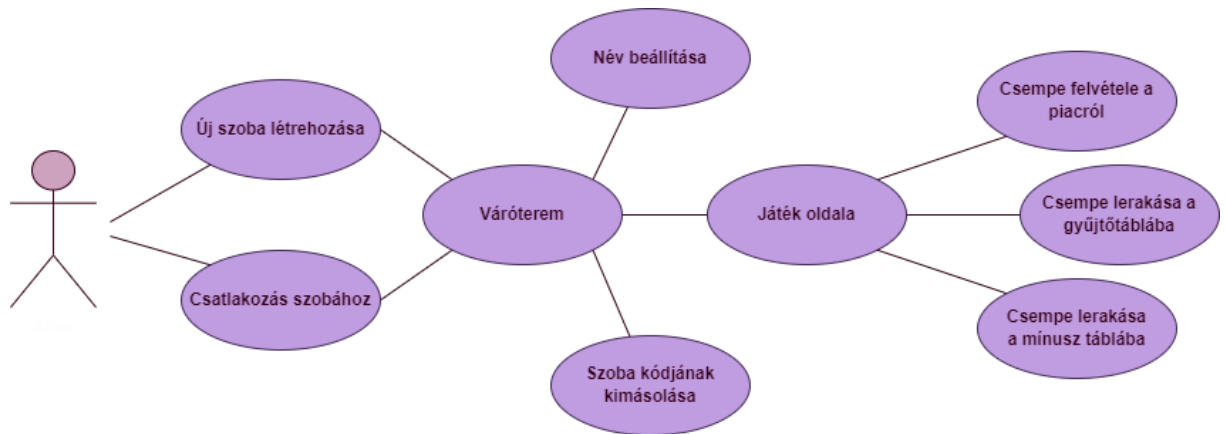 Név beállítása
Csempe felvétele a
piacról
Új szoba létrehozása
Váróterem
Játék oldala
Csempe lerakása a
gyűjtőtáblába
Csatlakozás szobához
Csempe lerakása
a mínusz táblába
Szoba kódjának
kimásolása